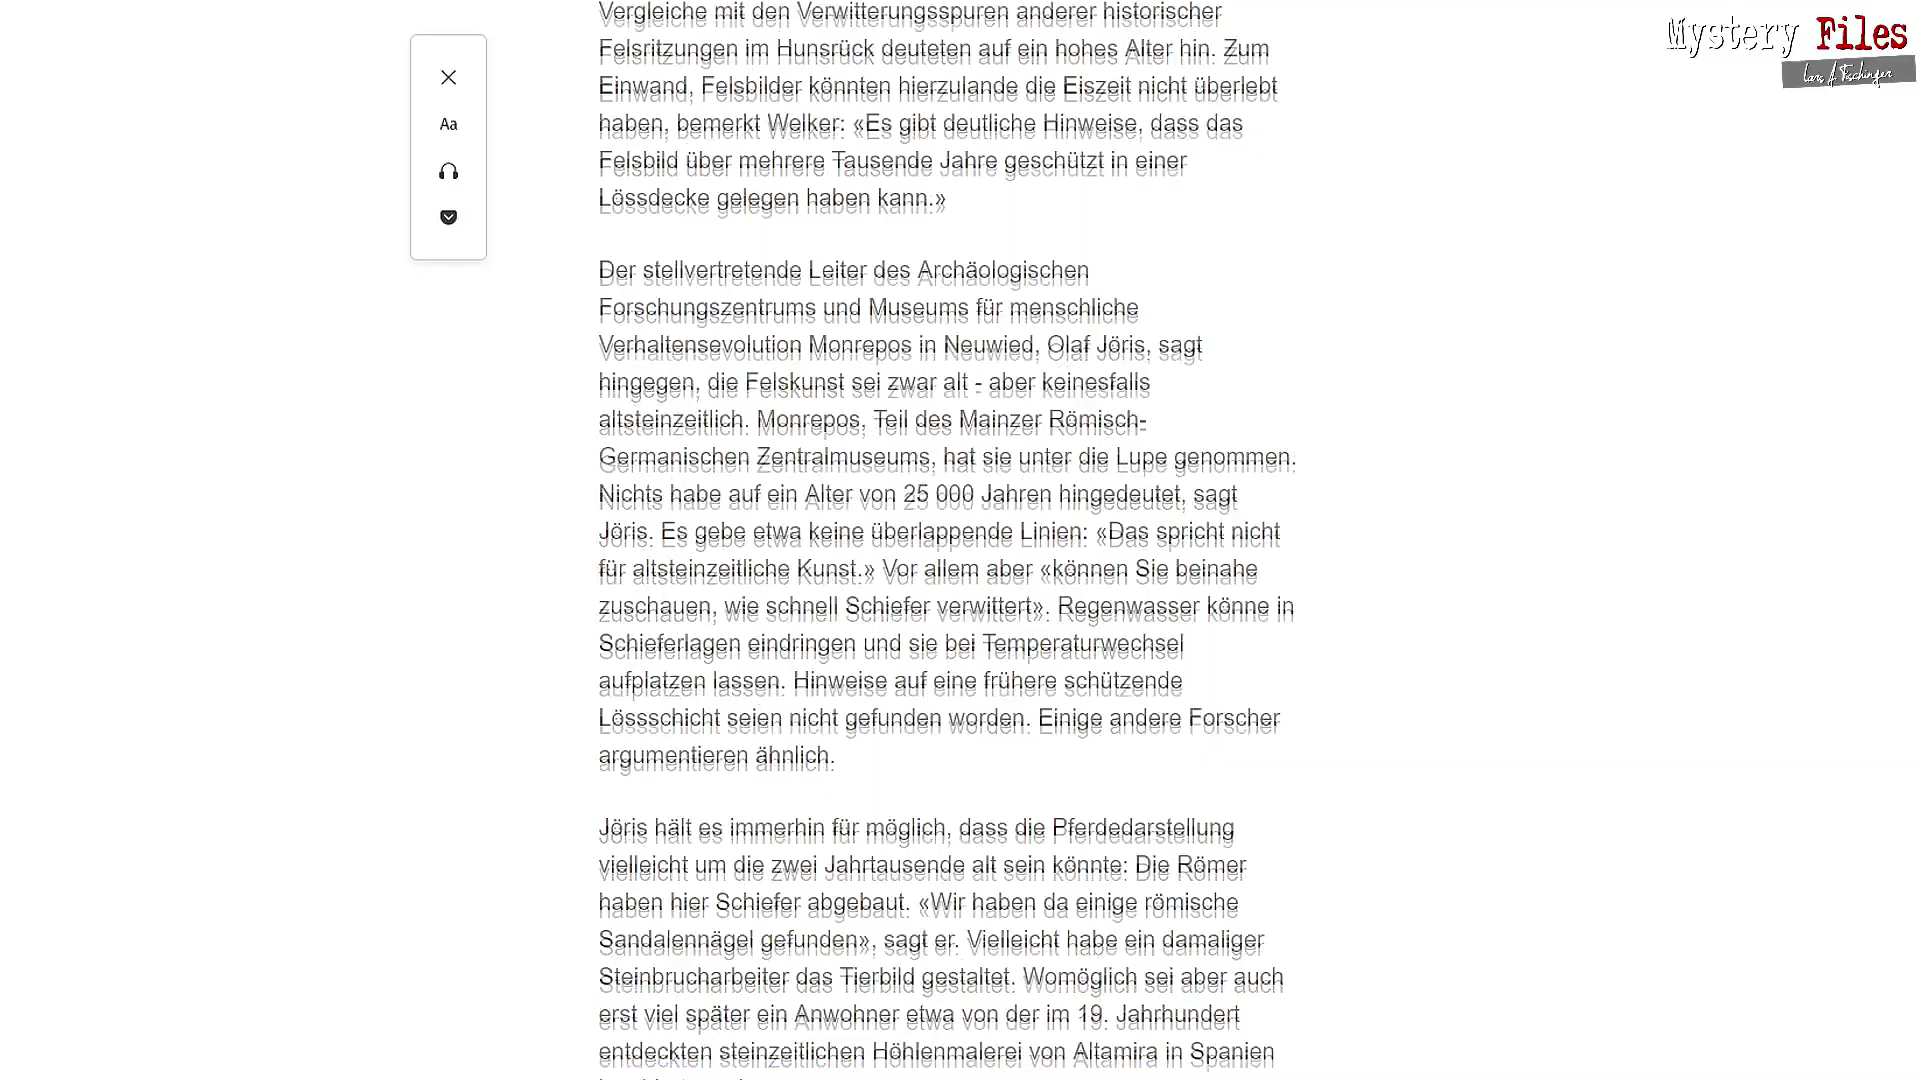 Vergleiche mit den Verwitterungsspuren anderer historischer
Felsritzungen im Hunsrück deuteten auf ein hohes Alter hin. Zum
Einwand, Felsbilder könnten hierzulande die Eiszeit nicht überlebt
haben, bemerkt Welker: «Es gibt deutliche Hinweise, dass das
Felsbild über mehrere Tausende Jahre geschützt in einer
Lössdecke gelegen haben kann.»
Der stellvertretende Leiter des Archäologischen
Forschungszentrums und Museums für menschliche
Verhaltensevolution Monrepos in Neuwied, Olaf Jöris, sagt
hingegen, die Felskunst sei zwar alt - aber keinesfalls
altsteinzeitlich. Monrepos, Teil des Mainzer Römisch-
Germanischen Zentralmuseums, hat sie unter die Lupe genommen.
Nichts habe auf ein Alter von 25 000 Jahren hingedeutet, sagt
Jöris. Es gebe etwa keine überlappende Linien: «Das spricht nicht
für altsteinzeitliche Kunst.» Vor allem aber «können Sie beinahe
zuschauen, wie schnell Schiefer verwittert». Regenwasser könne in
Schieferlagen eindringen und sie bei Temperaturwechsel
aufplatzen lassen. Hinweise auf eine frühere schützende
Lössschicht seien nicht gefunden worden. Einige andere Forscher
argumentieren ähnlich.
Jöris hält es immerhin für möglich, dass die Pferdedarstellung
vielleicht um die zwei Jahrtausende alt sein könnte: Die Römer
haben hier Schiefer abgebaut. «Wir haben da einige römische
Sandalennägel gefunden», sagt er. Vielleicht habe ein damaliger
Steinbrucharbeiter das Tierbild gestaltet. Womöglich sei aber auch
erst viel später ein Anwohner etwa von der im 19. Jahrhundert
entdeckten steinzeitlichen Höhlenmalerei von Altamira in Spanien
Aa
Mystery Files
Lars A. Fischinger